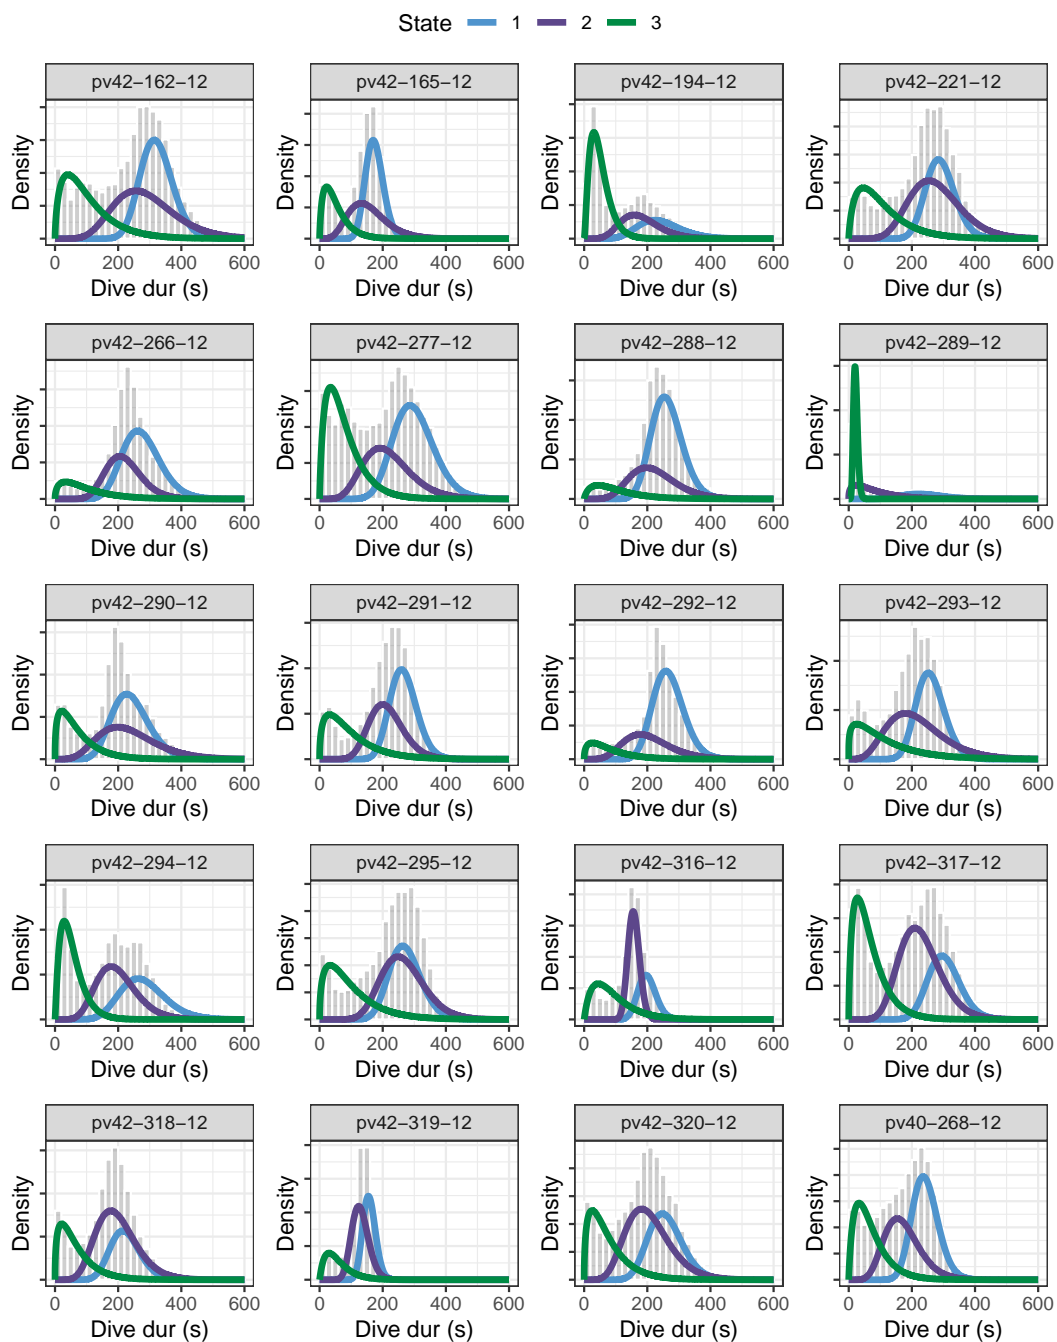 State 1 2 3
pv42−162−12 pv42−165−12 pv42−194−12 pv42−221−12
Density Density Density Density
0 200 400 600 0 200 400 600 0 200 400 600 0 200 400 600
Dive dur (s) Dive dur (s) Dive dur (s) Dive dur (s)
pv42−266−12 pv42−277−12 pv42−288−12 pv42−289−12
Density Density Density Density
0 200 400 600 0 200 400 600 0 200 400 600 0 200 400 600
Dive dur (s) Dive dur (s) Dive dur (s) Dive dur (s)
pv42−290−12 pv42−291−12 pv42−292−12 pv42−293−12
Density Density Density Density
0 200 400 600 0 200 400 600 0 200 400 600 0 200 400 600
Dive dur (s) Dive dur (s) Dive dur (s) Dive dur (s)
pv42−294−12 pv42−295−12 pv42−316−12 pv42−317−12
Density Density Density Density
0 200 400 600 0 200 400 600 0 200 400 600 0 200 400 600
Dive dur (s) Dive dur (s) Dive dur (s) Dive dur (s)
pv42−318−12 pv42−319−12 pv42−320−12 pv40−268−12
Density Density Density Density
0 200 400 600 0 200 400 600 0 200 400 600 0 200 400 600
Dive dur (s) Dive dur (s) Dive dur (s) Dive dur (s)